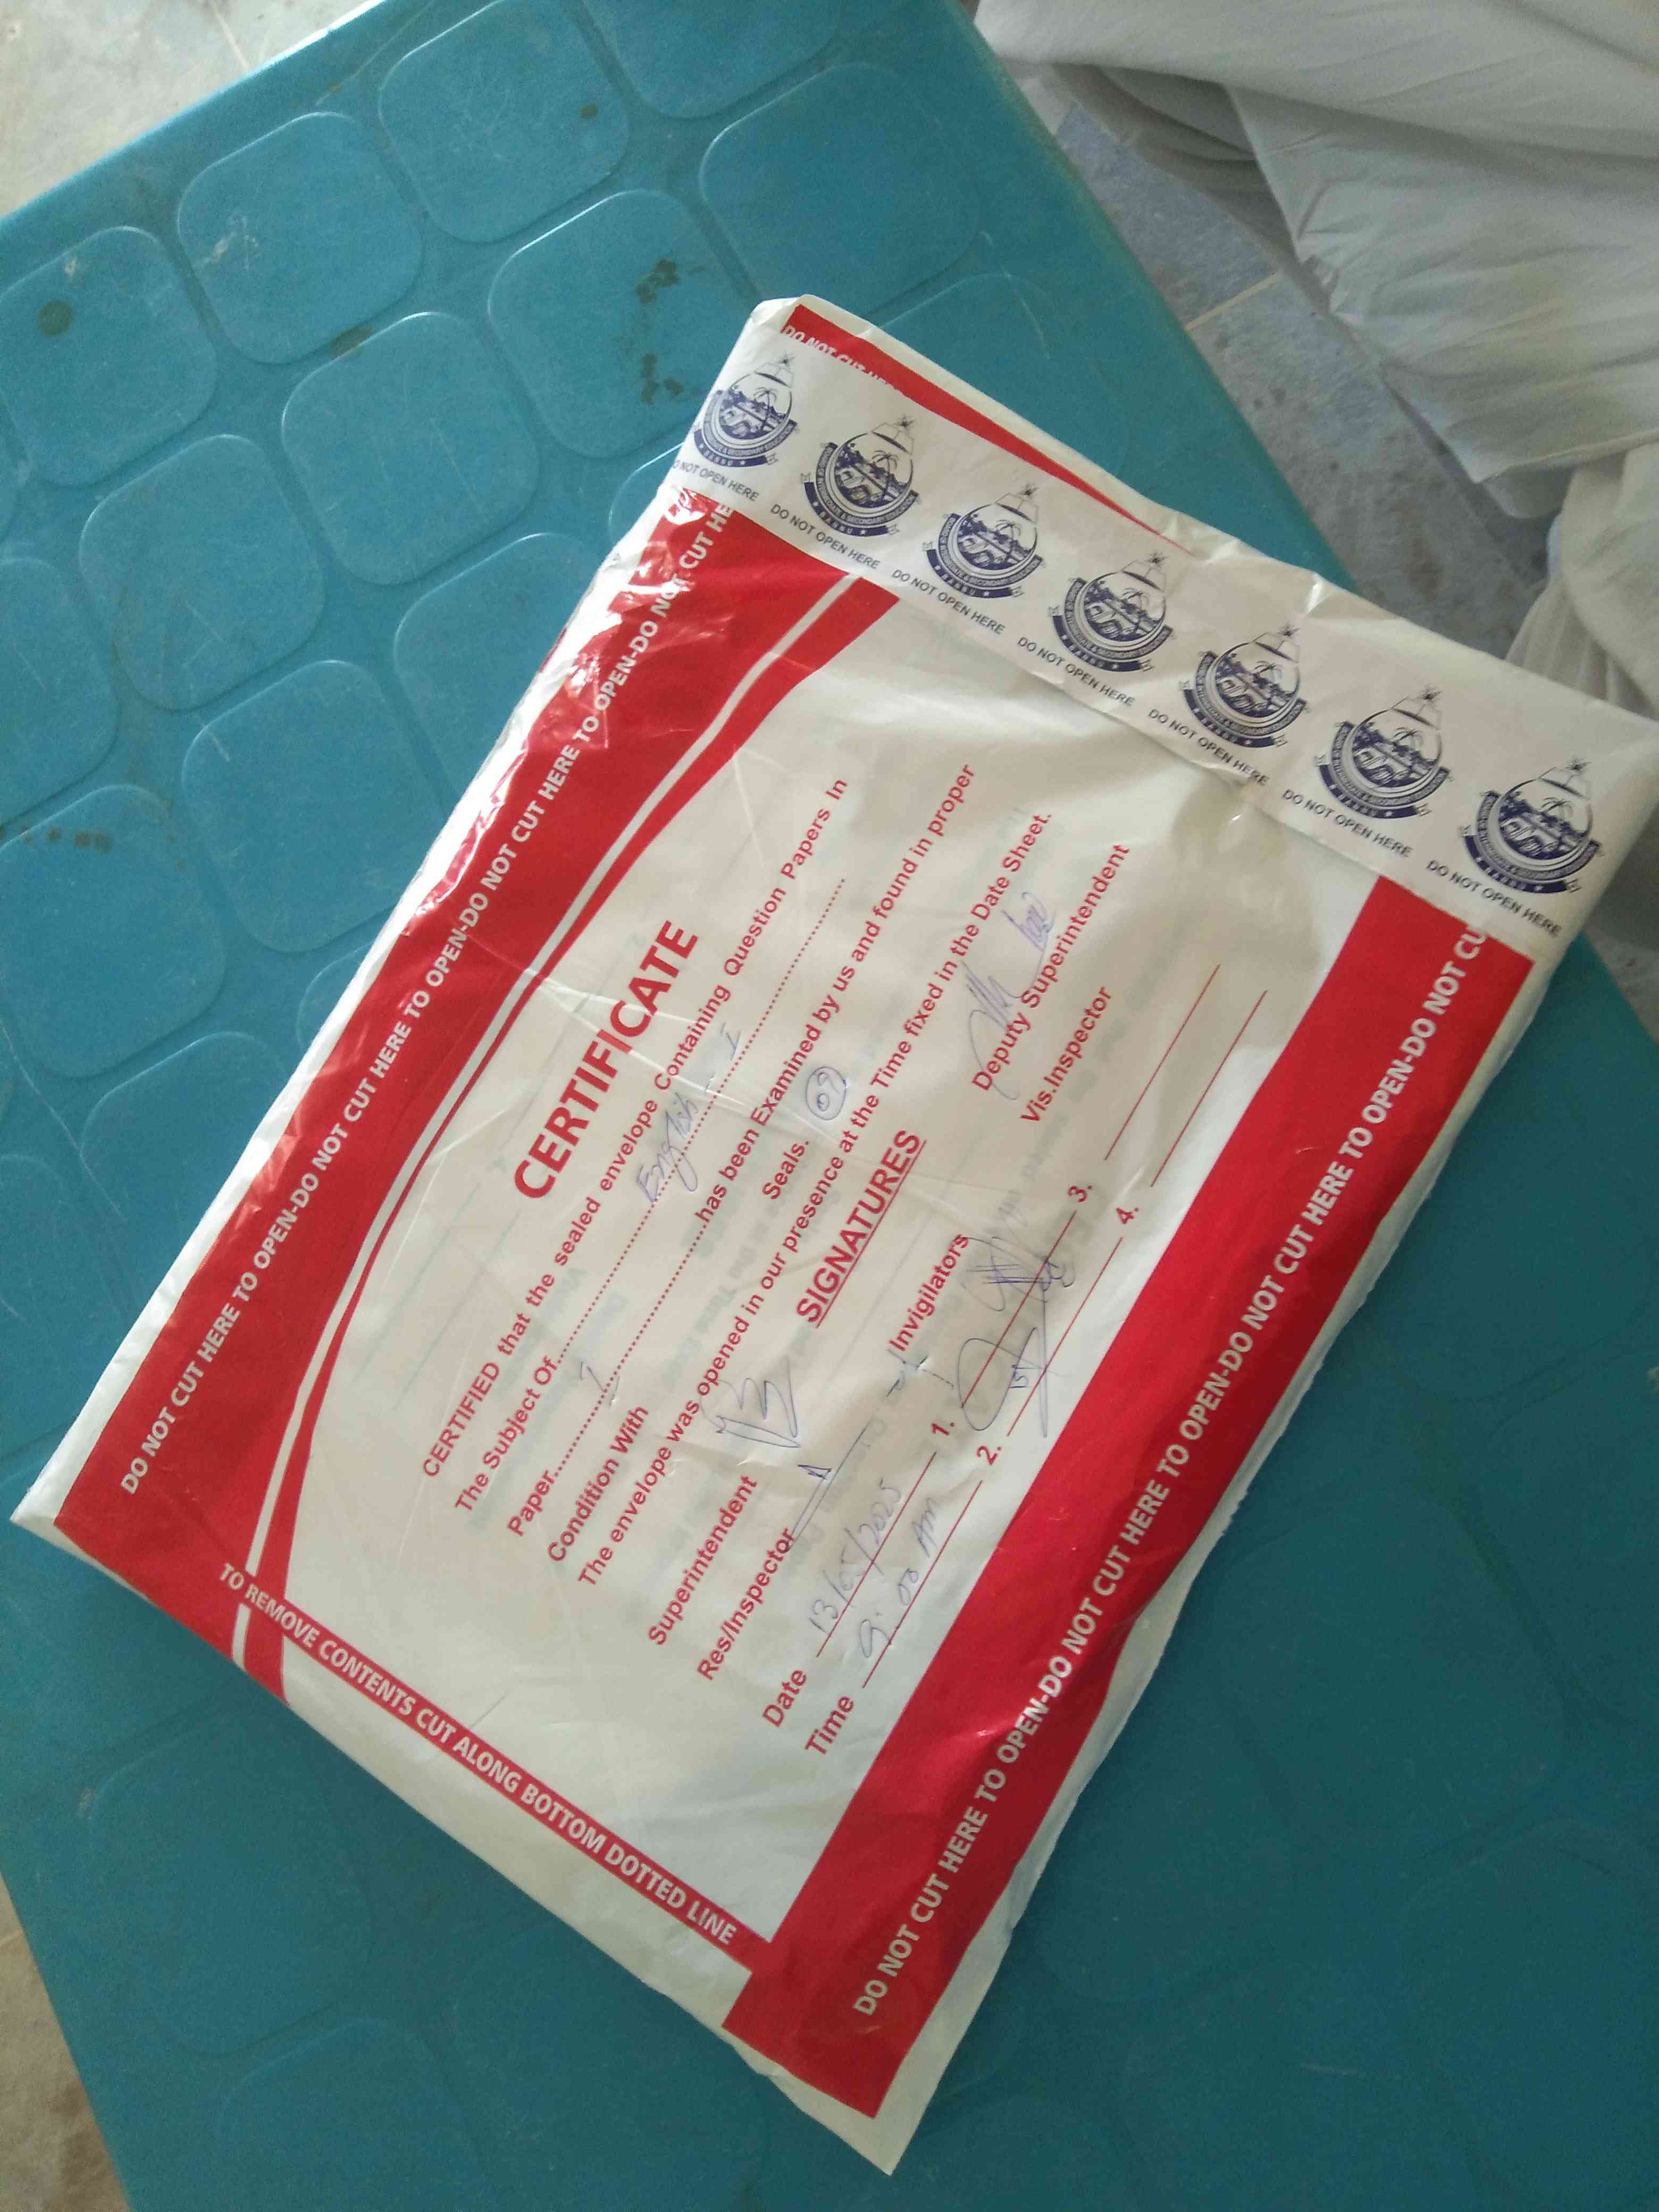 DO NOT CUT HERE TO OPEN-DO NOT CUT HERE TO OPEN-DO NOT CUT HERE TO OPEN-DO NOT CUT HE
CERTIFICATE
CERTIFIED that the sealed envelope Containing Question Papers In
The Subject Of English - I
Paper I has been Examined by us and found in proper
Condition With Seals. 09
The envelope was opened in our presence at the Time fixed in the Date Sheet.
SIGNATURES
Superintendent Deputy Superintendent
Res/Inspector Invigilators Vis.Inspector
Date 13/05/2025 1. 3.
Time 9:00 Am 2. 4.
DO NOT CUT HERE TO OPEN-DO NOT CUT HERE TO OPEN-DO NOT CUT HERE TO OPEN-DO NOT CUT HERE TO OPEN-DO NOT CU
TO REMOVE CONTENTS CUT ALONG BOTTOM DOTTED LINE
DO NOT
O NOT OPEN HERE
DO NOT OPEN HERE
DO NOT OPEN HERE
DO NOT OPEN HERE
DO NOT OPEN HERE
DO NOT OPEN HERE
DO NOT OPEN HERE
BOARD OF INTERMEDIATE & SECONDARY EDUCATION
BANNU